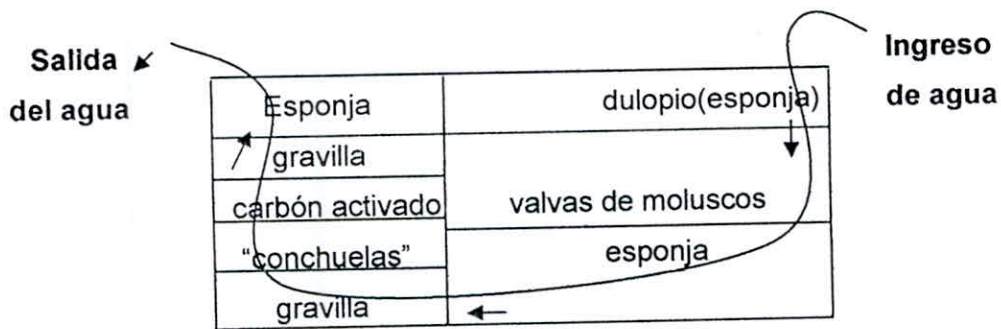 Salida
del agua
Ingreso
de agua
Esponja
dulopio(esponja)
gravilla
carbón activado
valvas de moluscos
"conchuelas"
esponja
gravilla